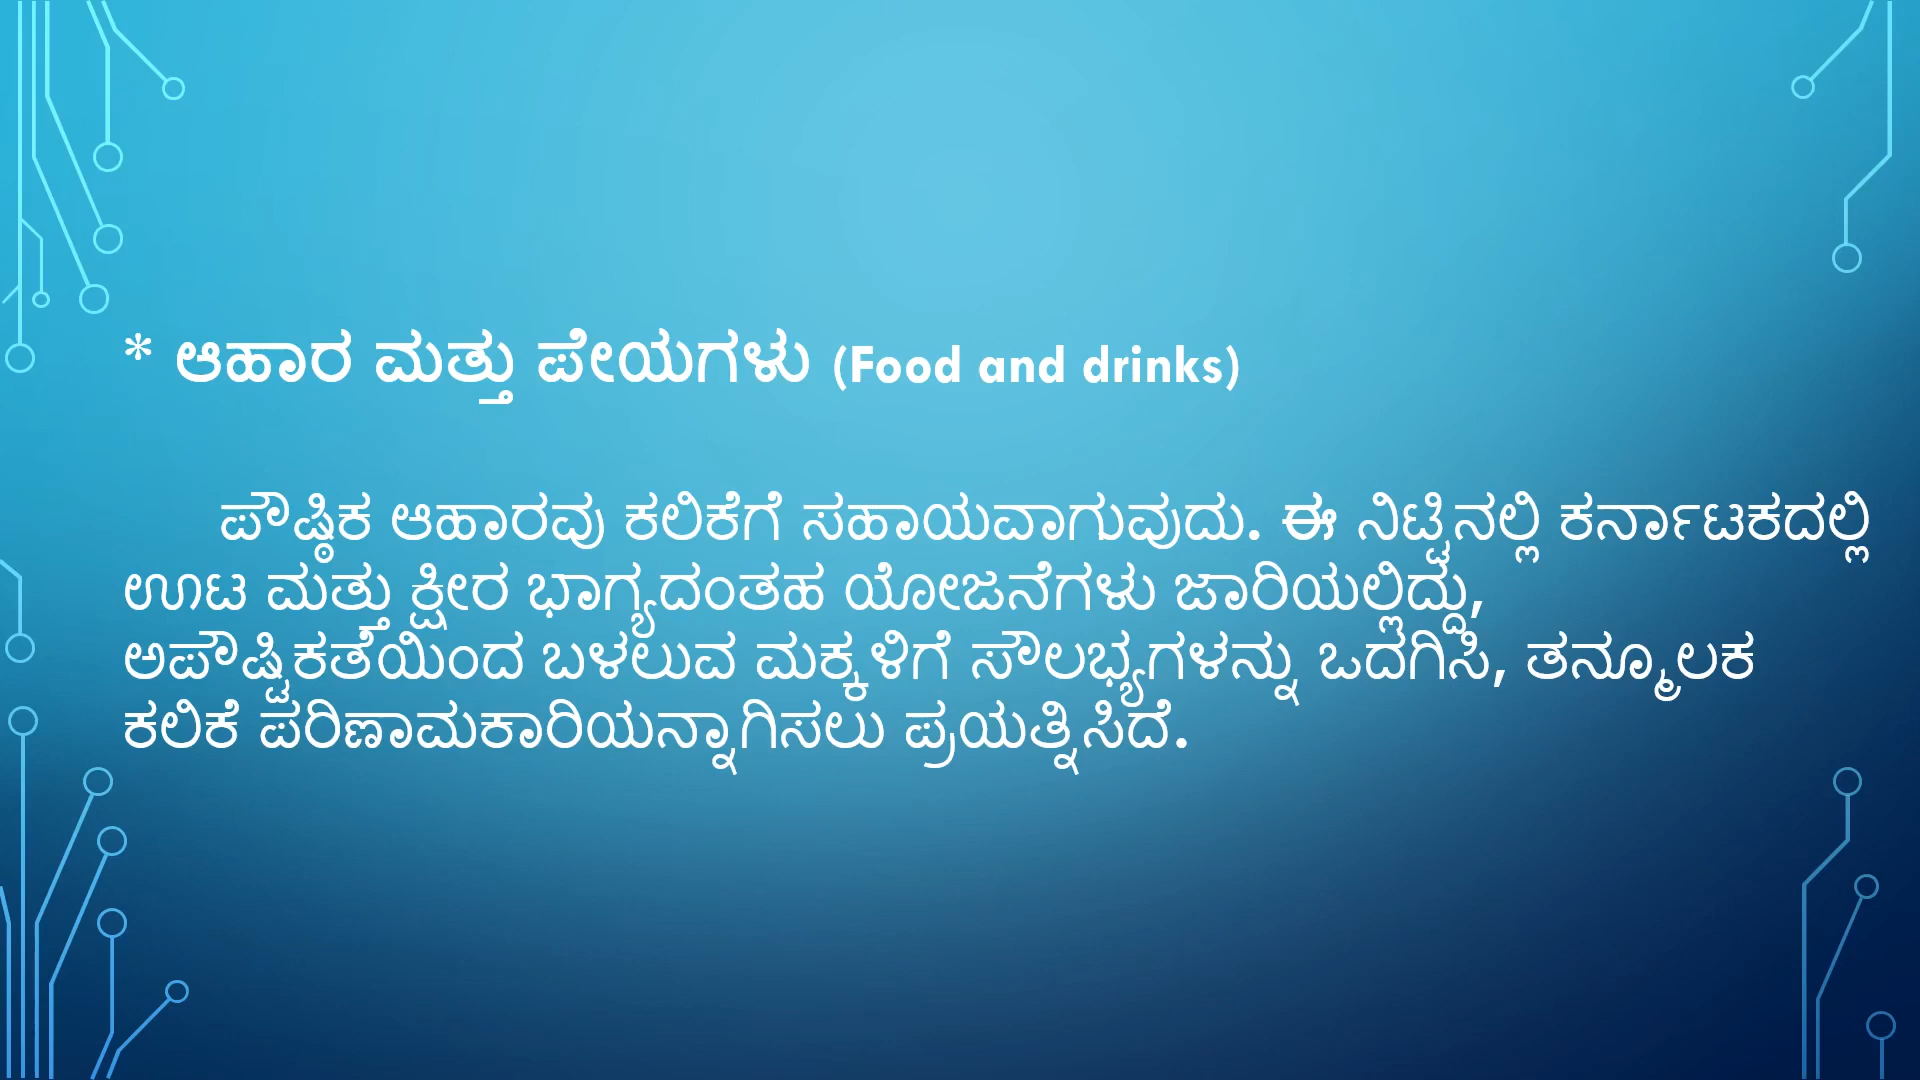 * ಆಹಾರ ಮತ್ತು ಪೇಯಗಳು (Food and drinks)
ಪೌಷ್ಠಿಕ ಆಹಾರವು ಕಲಿಕೆಗೆ ಸಹಾಯವಾಗುವುದು. ಈ ನಿಟ್ಟಿನಲ್ಲಿ ಕರ್ನಾಟಕದಲ್ಲಿ
ಊಟ ಮತ್ತು ಕ್ಷೀರ ಭಾಗ್ಯದಂತಹ ಯೋಜನೆಗಳು ಜಾರಿಯಲ್ಲಿದ್ದು,
ಅಪೌಷ್ಟಿಕತೆಯಿಂದ ಬಳಲುವ ಮಕ್ಕಳಿಗೆ ಸೌಲಭ್ಯಗಳನ್ನು ಒದಗಿಸಿ, ತನ್ಮೂಲಕ
ಕಲಿಕೆ ಪರಿಣಾಮಕಾರಿಯನ್ನಾಗಿಸಲು ಪ್ರಯತ್ನಿಸಿದೆ.